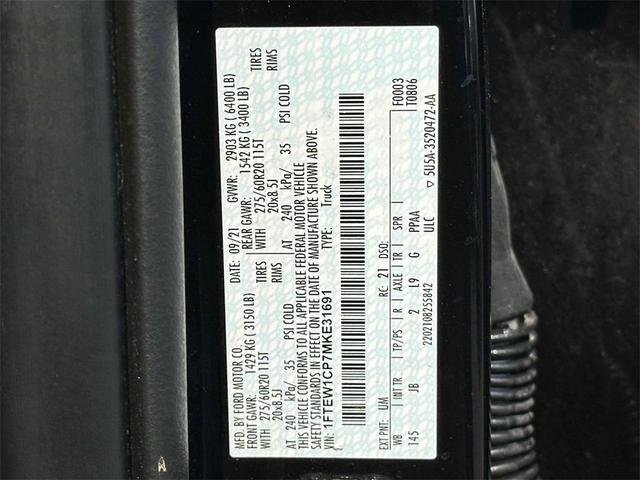 MFD. BY FORD MOTOR CO.
DATE: 09/21 GVWR: 2903 KG ( 6400 LB)
FRONT GAWR: 1429 KG ( 3150 LB) REAR GAWR: 1542 KG ( 3400 LB)
WITH 275/60R20 115T TIRES WITH 275/60R20 115T TIRES
20x8.5J RIMS 20x8.5J RIMS
AT 240 kPa/ 35 PSI COLD AT 240 kPa/ 35 PSI COLD
THIS VEHICLE CONFORMS TO ALL APPLICABLE FEDERAL MOTOR VEHICLE
SAFETY STANDARDS IN EFFECT ON THE DATE OF MANUFACTURE SHOWN ABOVE.
VIN: 1FTEW1CP7MKE31691 TYPE: Truck
EXT PNT: UM RC: 21 DSO: F0003
WB INT TR TP/PS R AXLE TR SPR T0806
145 JB 2 L9 G PPAA
2202108255842 ULC ▽ 5U5A-3520472-AA